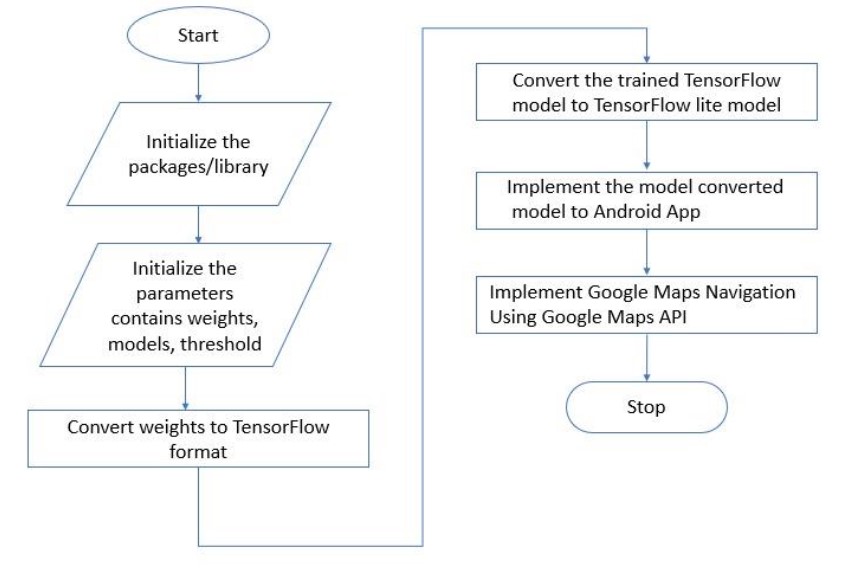 Start
Initialize the
packages/library
Initialize the
parameters
contains weights,
models, threshold
Convert weights to TensorFlow
format
Convert the trained TensorFlow
model to TensorFlow lite model
Implement the model converted
model to Android App
Implement Google Maps Navigation
Using Google Maps API
Stop